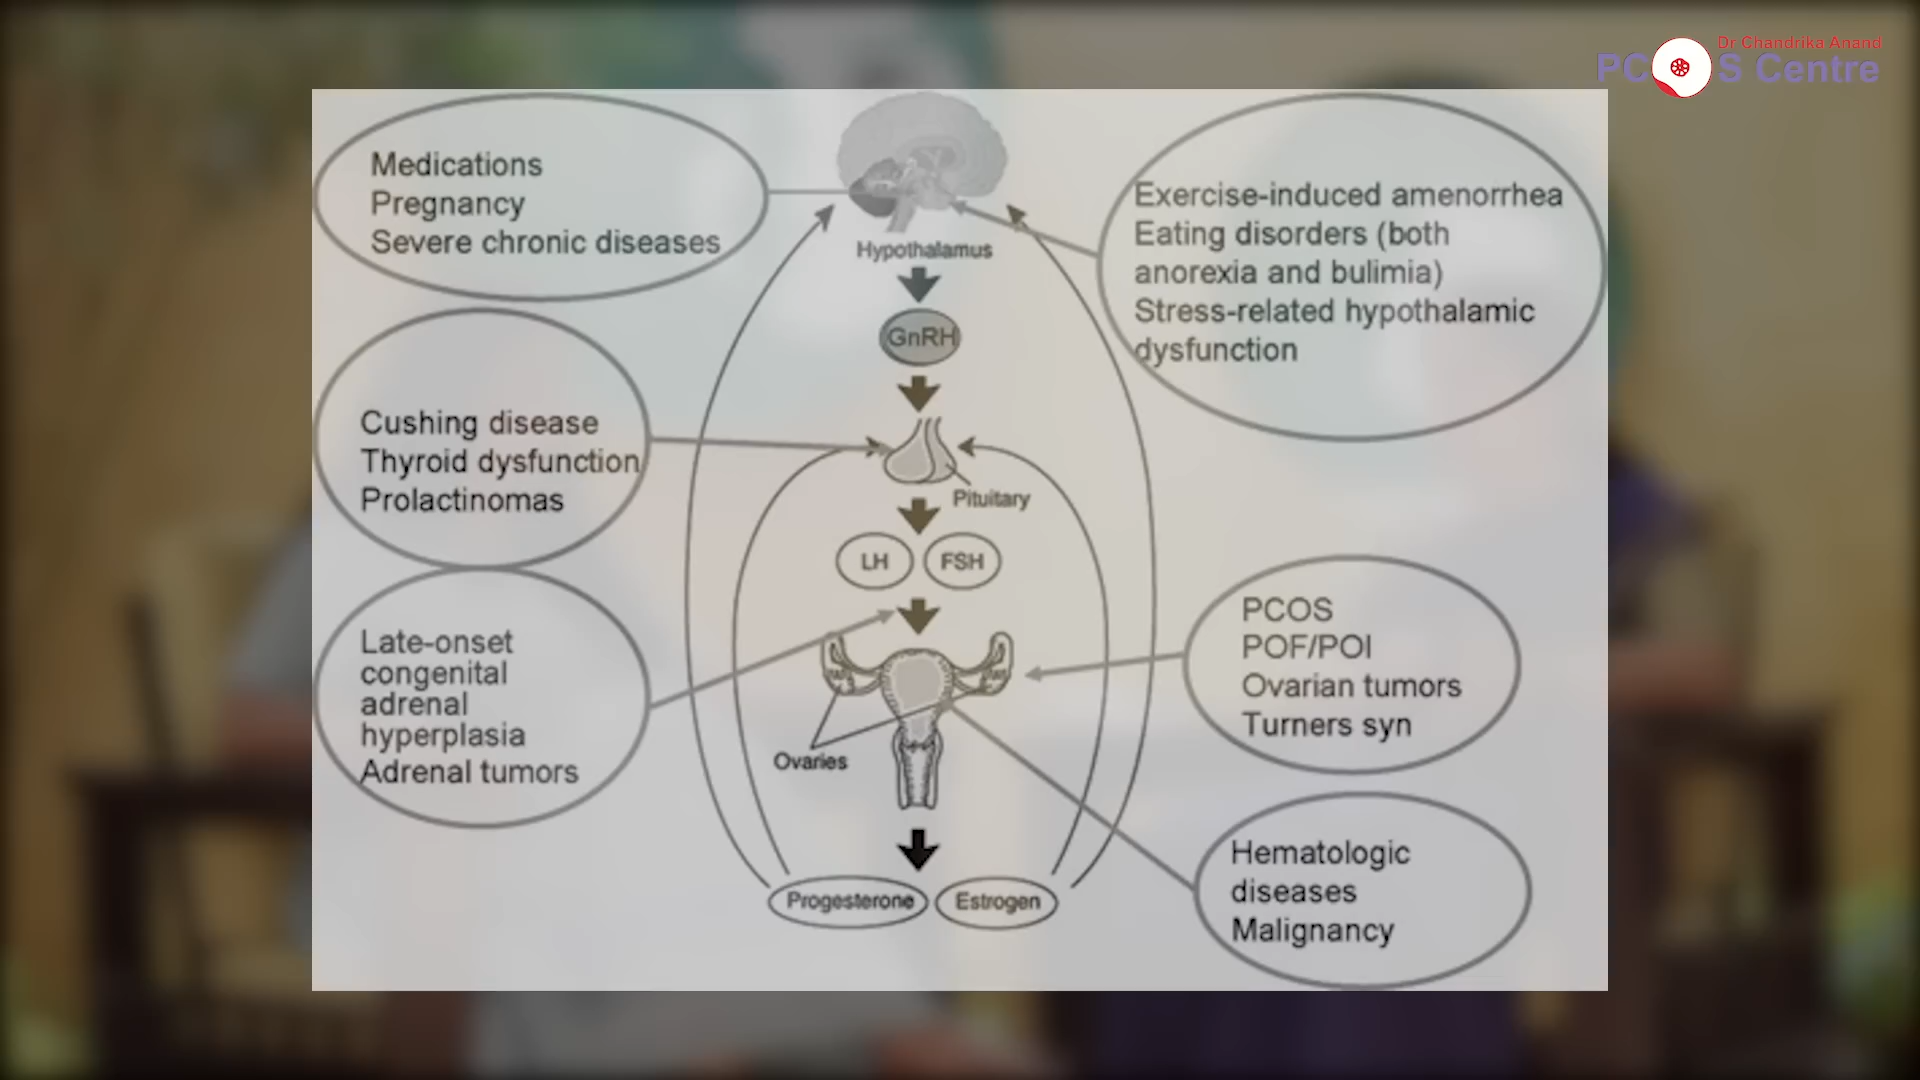 Dr Chandrika Anand
PCOS Centre
Medications
Pregnancy
Severe chronic diseases
Hypothalamus
Exercise-induced amenorrhea
Eating disorders (both
anorexia and bulimia)
Stress-related hypothalamic
dysfunction
GnRH
Cushing disease
Thyroid dysfunction
Prolactinomas
Pituitary
LH
FSH
Late-onset
congenital
adrenal
hyperplasia
Adrenal tumors
PCOS
POF/POI
Ovarian tumors
Turners syn
Ovaries
Hematologic
diseases
Malignancy
Progesterone
Estrogen